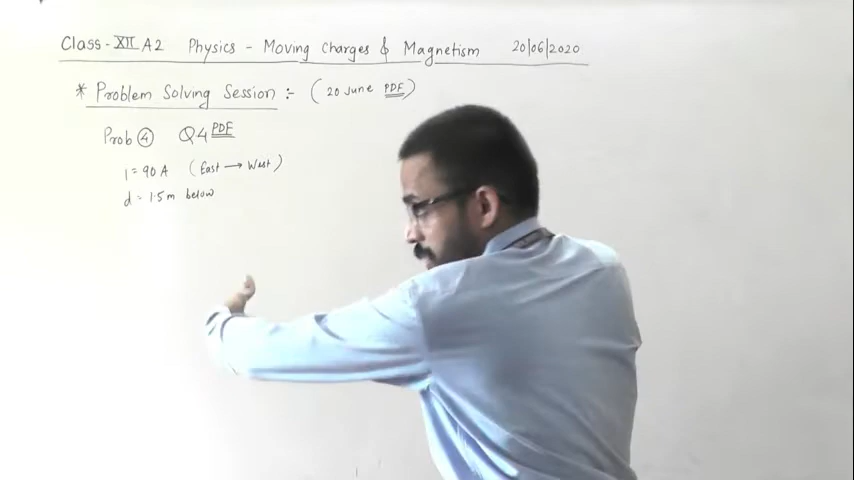 Class - XII A2 Physics - Moving Charges & Magnetism 20/06/2020
* Problem Solving Session :- (20 June PDF)
Prob ④ Q4 PDF
I = 90 A (East → West)
d = 1.5 m below